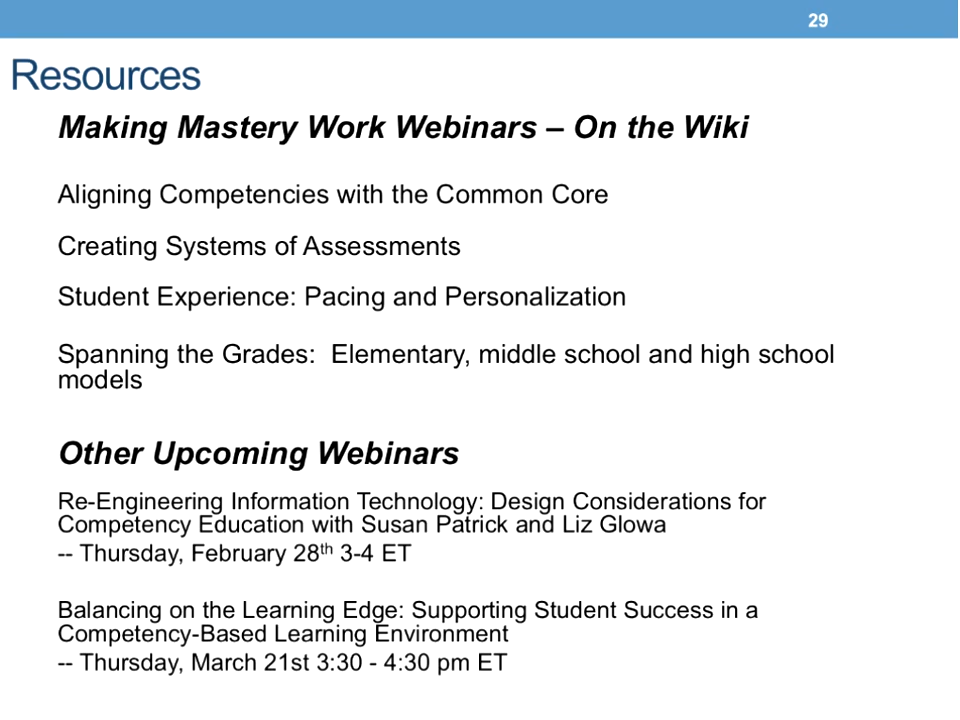 29
Resources
Making Mastery Work Webinars – On the Wiki
Aligning Competencies with the Common Core
Creating Systems of Assessments
Student Experience: Pacing and Personalization
Spanning the Grades:  Elementary, middle school and high school
models
Other Upcoming Webinars
Re-Engineering Information Technology: Design Considerations for
Competency Education with Susan Patrick and Liz Glowa
-- Thursday, February 28th 3-4 ET
Balancing on the Learning Edge: Supporting Student Success in a
Competency-Based Learning Environment
-- Thursday, March 21st 3:30 - 4:30 pm ET